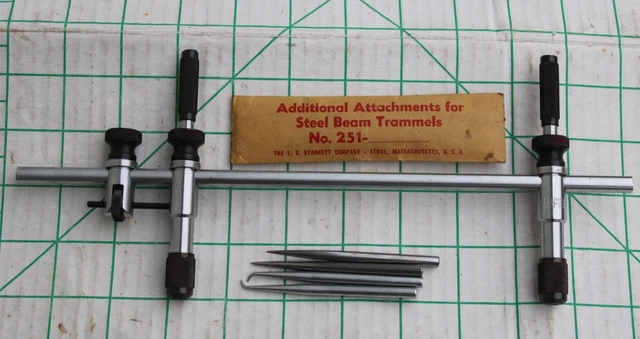 Additional Attachments for
Steel Beam Trammels
No. 251-
THE L. S. STARRETT COMPANY - ATHOL, MASSACHUSETTS, U. S. A.